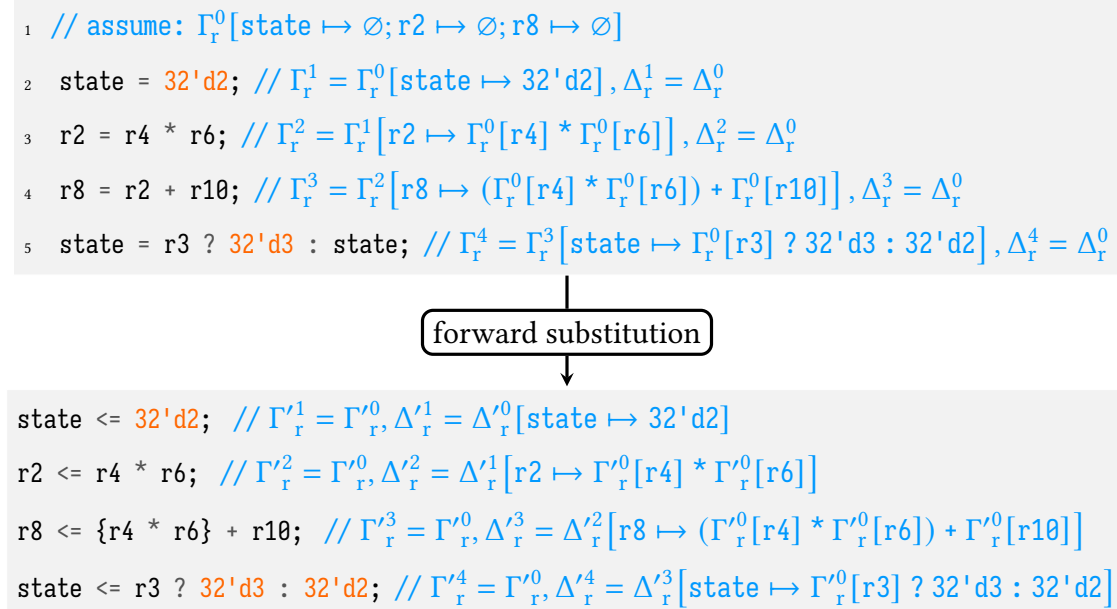 1 // assume: Γ_r^0[state ↦ ∅; r2 ↦ ∅; r8 ↦ ∅]
2 state = 32'd2; // Γ_r^1 = Γ_r^0[state ↦ 32'd2], Δ_r^1 = Δ_r^0
3 r2 = r4 * r6; // Γ_r^2 = Γ_r^1[r2 ↦ Γ_r^0[r4] * Γ_r^0[r6]], Δ_r^2 = Δ_r^0
4 r8 = r2 + r10; // Γ_r^3 = Γ_r^2[r8 ↦ (Γ_r^0[r4] * Γ_r^0[r6]) + Γ_r^0[r10]], Δ_r^3 = Δ_r^0
5 state = r3 ? 32'd3 : state; // Γ_r^4 = Γ_r^3[state ↦ Γ_r^0[r3] ? 32'd3 : 32'd2], Δ_r^4 = Δ_r^0
forward substitution
state <= 32'd2; // Γ'_r^1 = Γ'_r^0, Δ'_r^1 = Δ'_r^0[state ↦ 32'd2]
r2 <= r4 * r6; // Γ'_r^2 = Γ'_r^0, Δ'_r^2 = Δ'_r^1[r2 ↦ Γ'_r^0[r4] * Γ'_r^0[r6]]
r8 <= {r4 * r6} + r10; // Γ'_r^3 = Γ'_r^0, Δ'_r^3 = Δ'_r^2[r8 ↦ (Γ'_r^0[r4] * Γ'_r^0[r6]) + Γ'_r^0[r10]]
state <= r3 ? 32'd3 : 32'd2; // Γ'_r^4 = Γ'_r^0, Δ'_r^4 = Δ'_r^3[state ↦ Γ'_r^0[r3] ? 32'd3 : 32'd2]